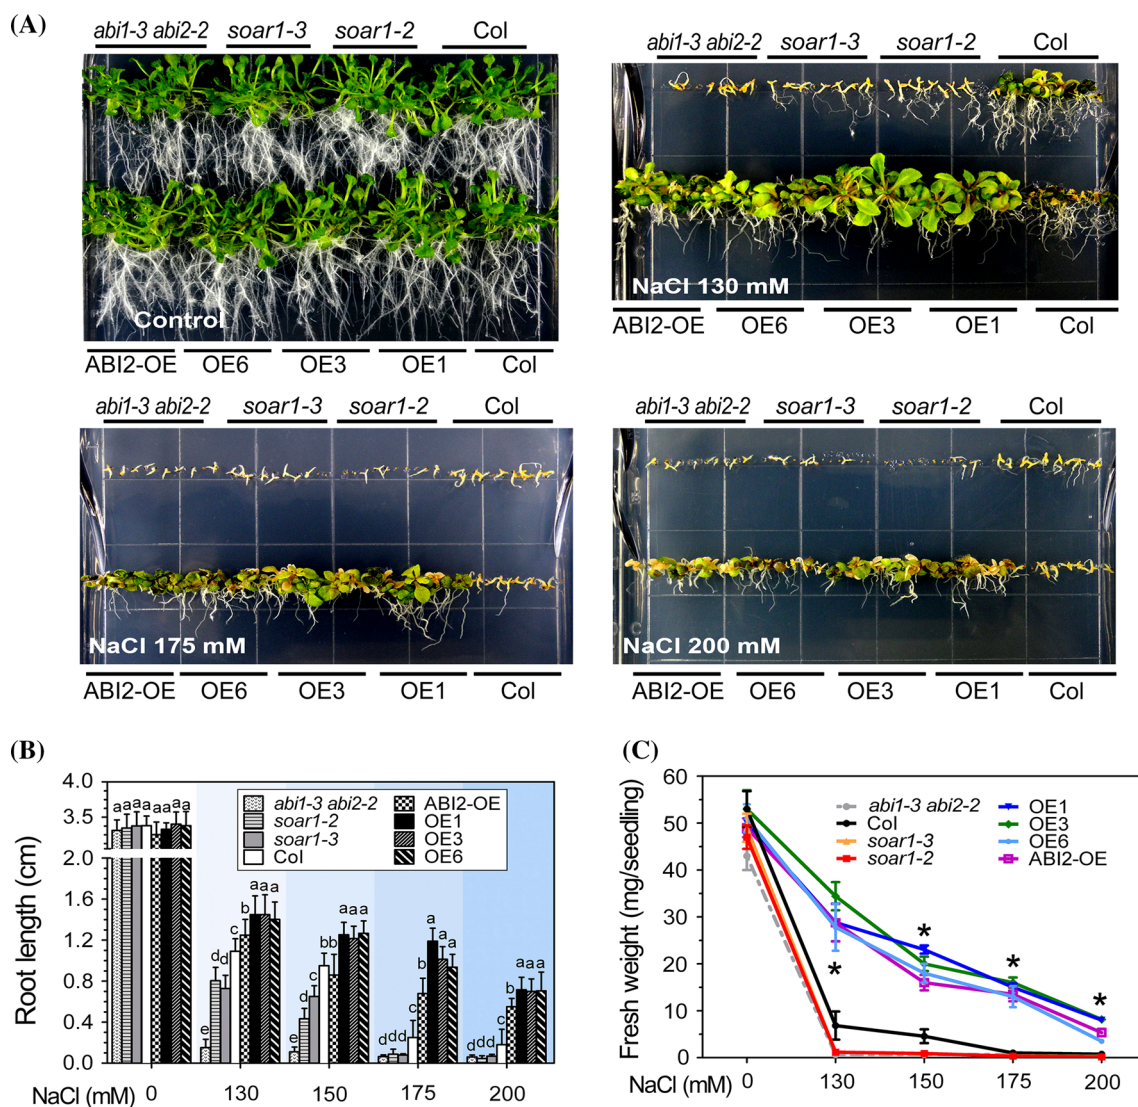 (A)
abi1-3 abi2-2 soar1-3 soar1-2 Col
Control
ABI2-OE OE6 OE3 OE1 Col
abi1-3 abi2-2 soar1-3 soar1-2 Col
NaCl 130 mM
ABI2-OE OE6 OE3 OE1 Col
abi1-3 abi2-2 soar1-3 soar1-2 Col
NaCl 175 mM
ABI2-OE OE6 OE3 OE1 Col
abi1-3 abi2-2 soar1-3 soar1-2 Col
NaCl 200 mM
ABI2-OE OE6 OE3 OE1 Col
(B)
Root length (cm)
4.0
3.5
2.0
1.6
1.2
0.8
0.4
0.0
abi1-3 abi2-2
soar1-2
soar1-3
Col
ABI2-OE
OE1
OE3
OE6
a a a a a a a a
e d d c b a a a
e d c b b a a a
d d d c b a a a
d d d c b a a a
NaCl (mM) 0 130 150 175 200
(C)
Fresh weight (mg/seedling)
60
50
40
30
20
10
0
abi1-3 abi2-2
Col
soar1-3
soar1-2
OE1
OE3
OE6
ABI2-OE
* * * *
NaCl (mM) 0 130 150 175 200